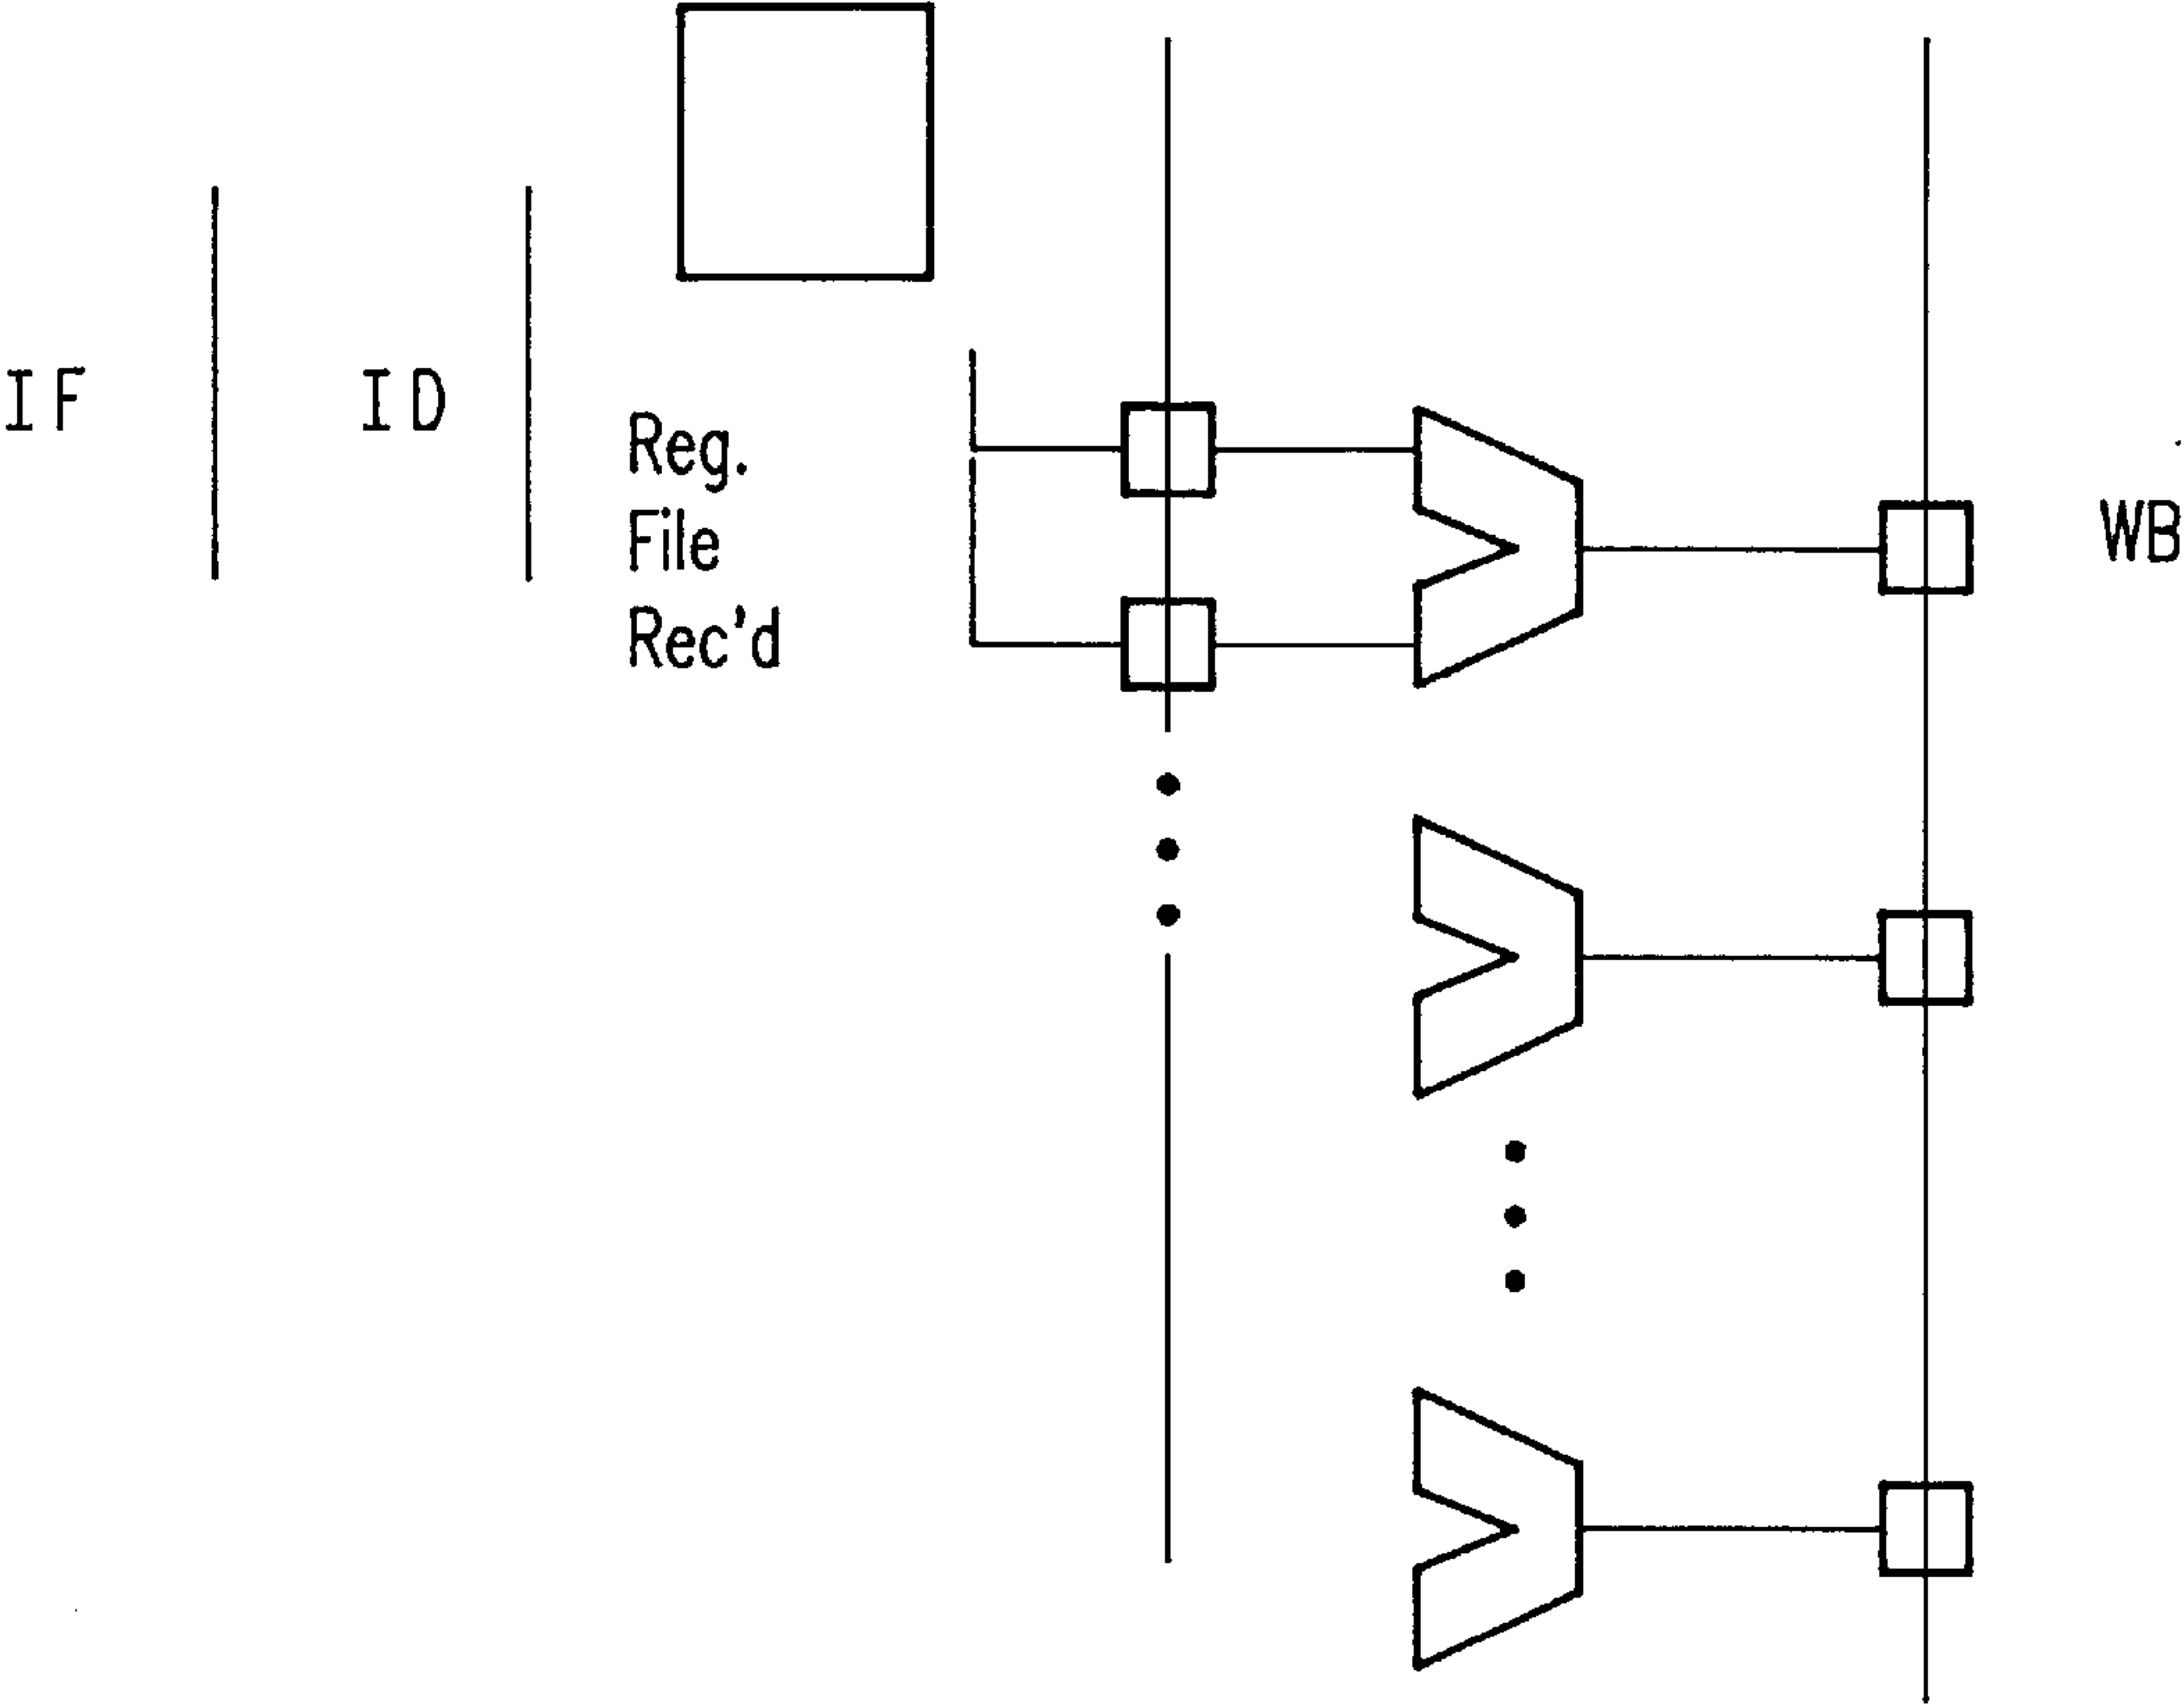 IF
ID
Reg.
File
Rec'd
WB